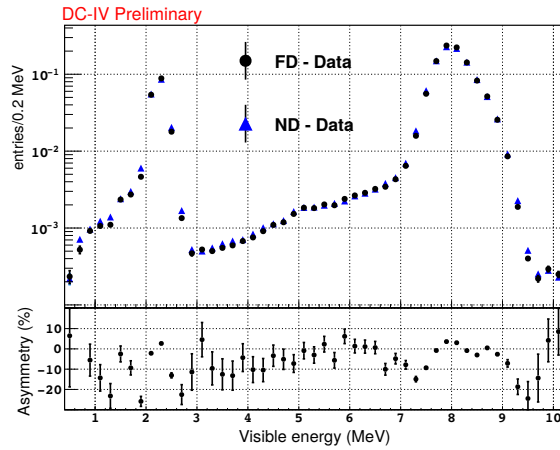 DC-IV Preliminary
entries/0.2 MeV
10⁻¹
10⁻²
10⁻³
FD - Data
ND - Data
Asymmetry (%)
10
0
−10
−20
1 2 3 4 5 6 7 8 9 10
Visible energy (MeV)